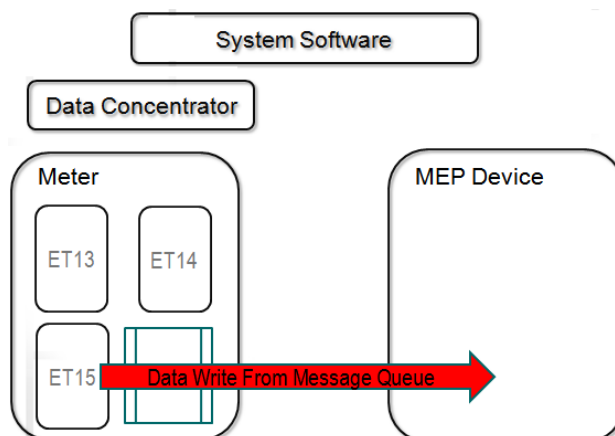 System Software
Data Concentrator
Meter
MEP Device
ET13
ET14
ET15
Data Write From Message Queue